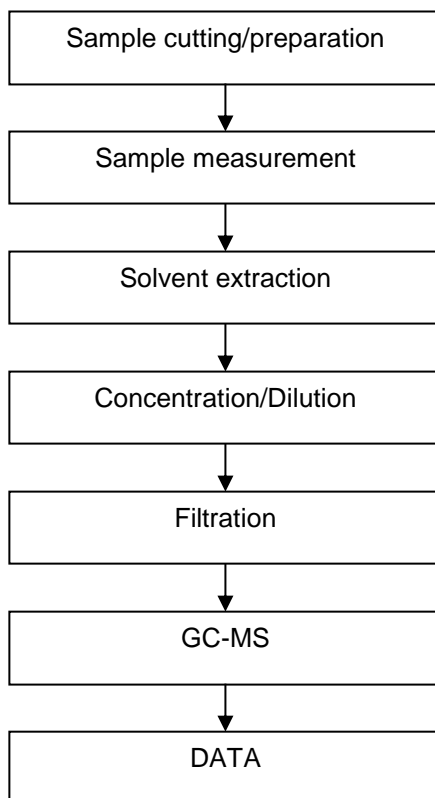 Sample cutting/preparation
Sample measurement
Solvent extraction
Concentration/Dilution
Filtration
GC-MS
DATA